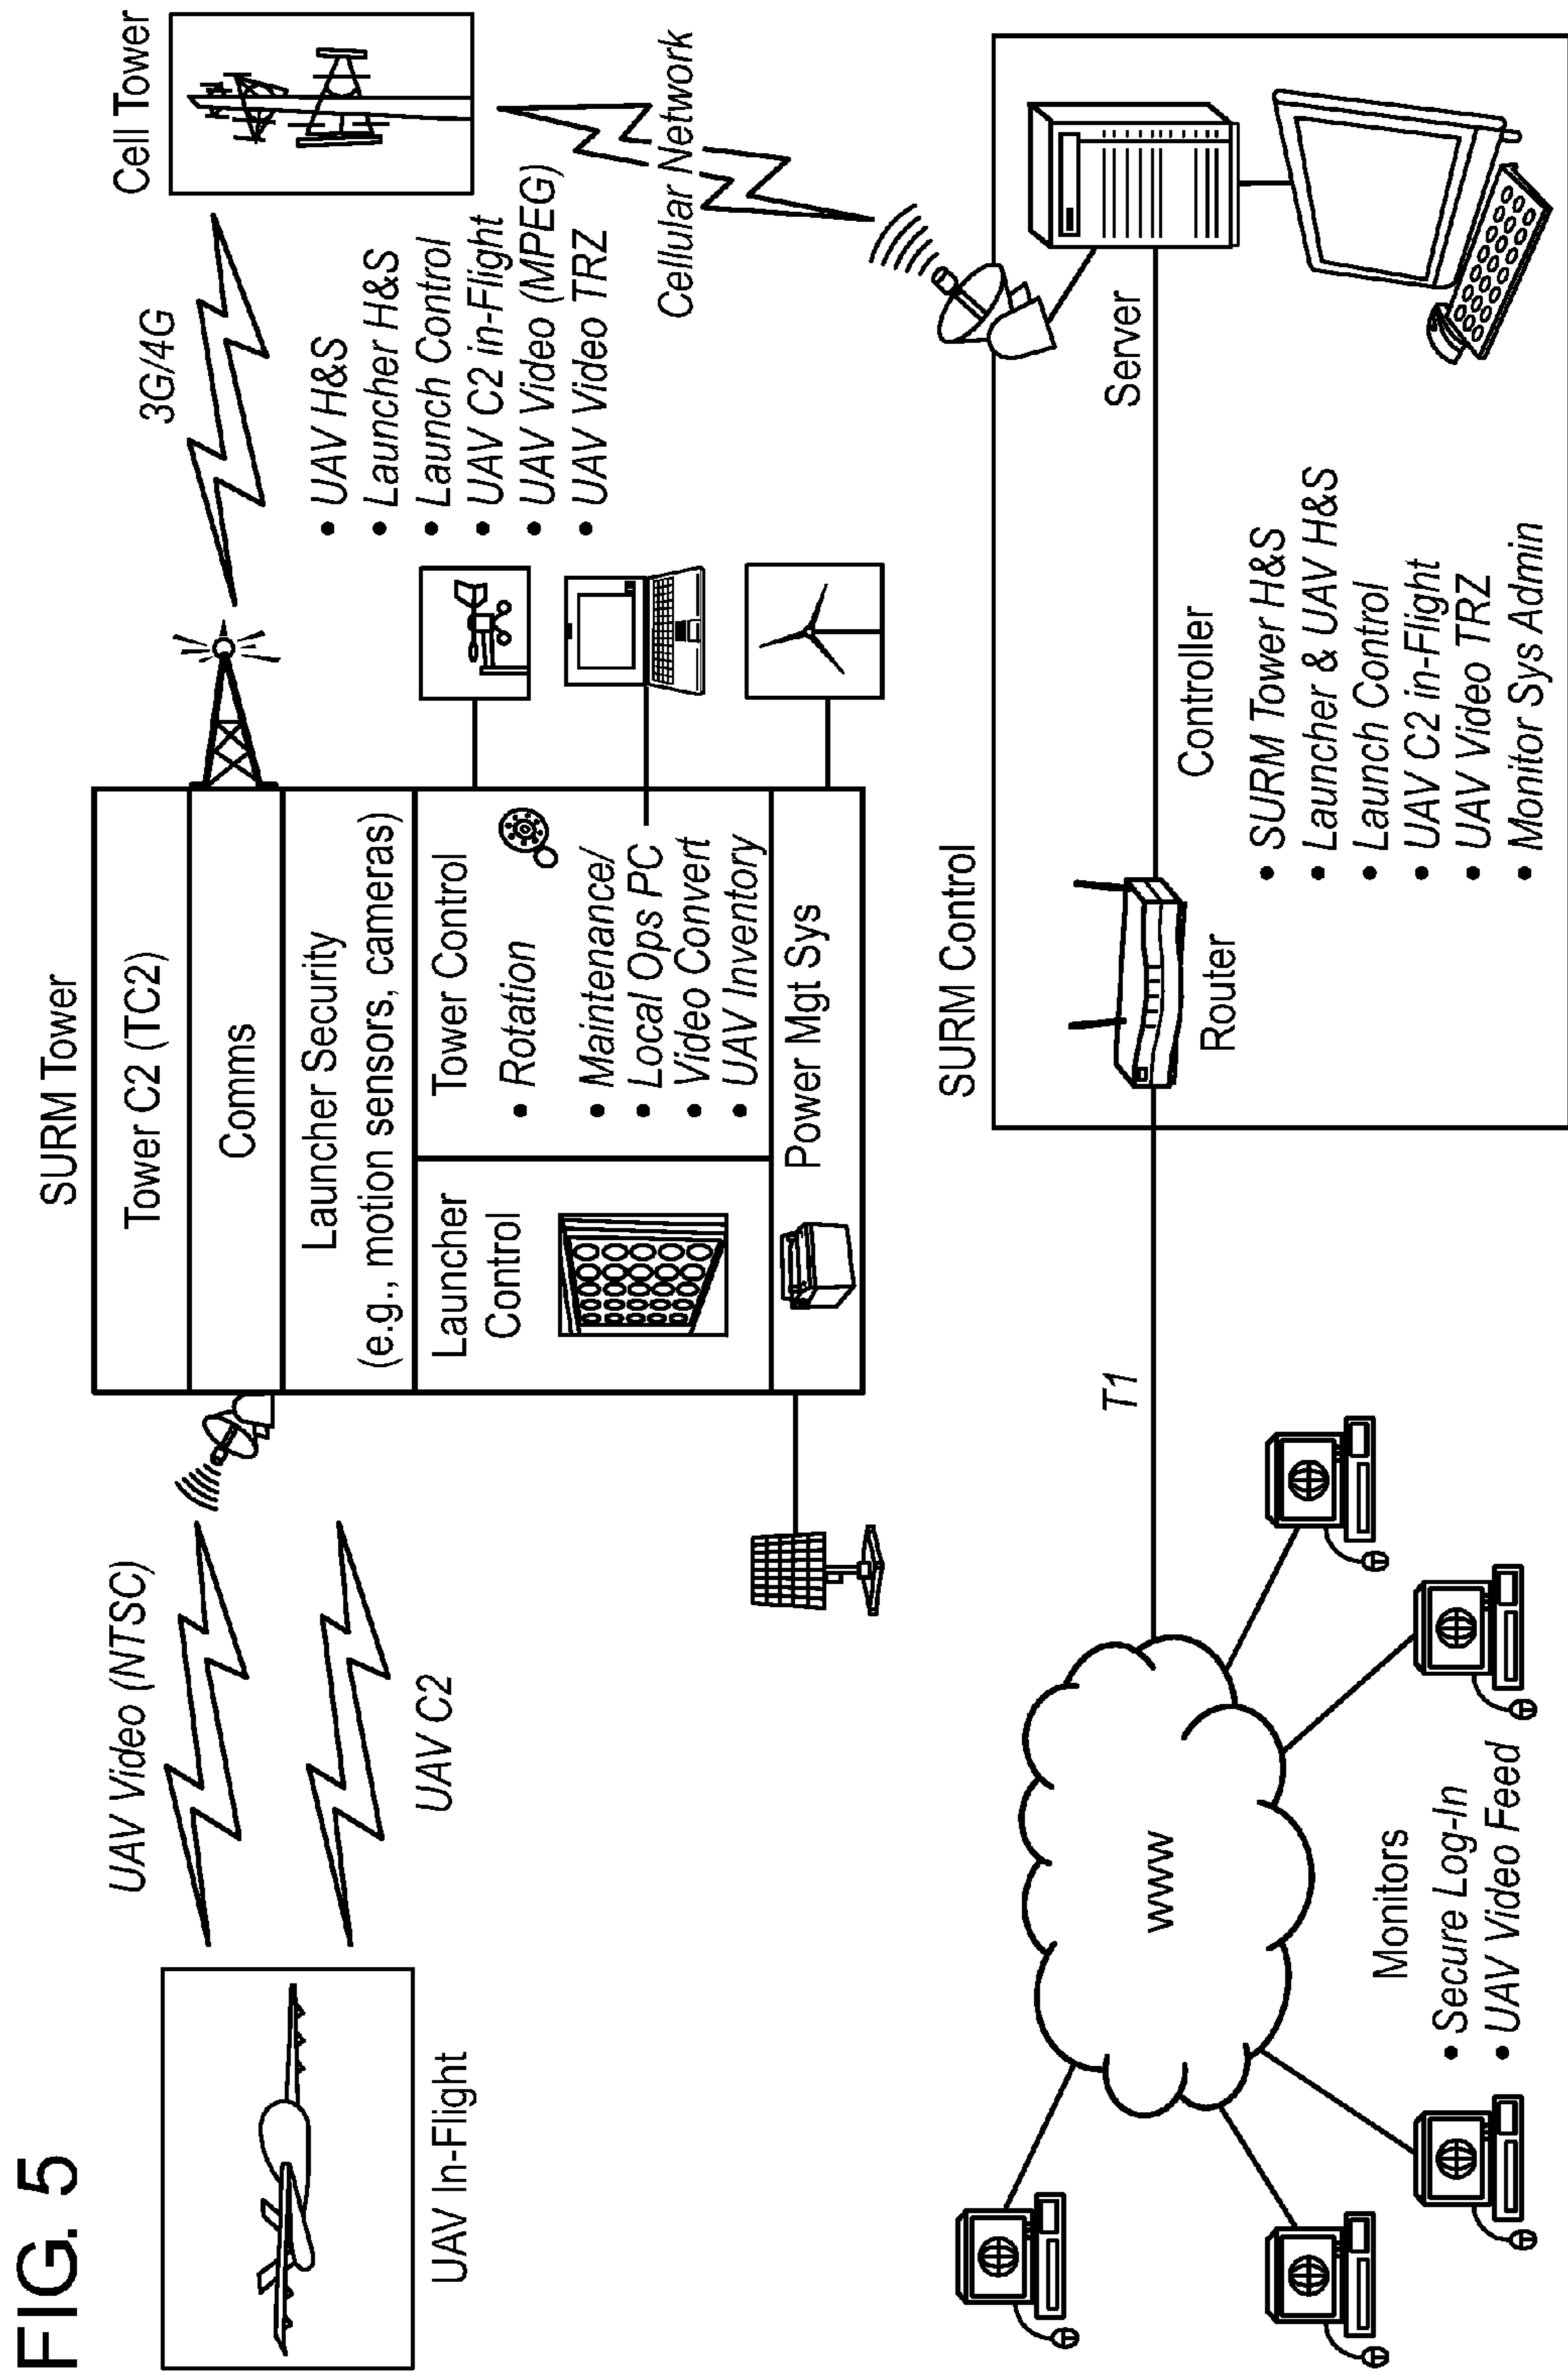 FIG. 5
UAV In-Flight
UAV Video (NTSC)
UAV C2
SURM Tower
Tower C2 (TC2)
Comms
Launcher Security
(e.g., motion sensors, cameras)
Launcher
Control
Tower Control
• Rotation
• Maintenance/
• Local Ops PC
• Video Convert
• UAV Inventory
Power Mgt Sys
3G/4G
Cell Tower
• UAV H&S
• Launcher H&S
• Launch Control
• UAV C2 in-Flight
• UAV Video (MPEG)
• UAV Video TRZ
Cellular Network
www
Monitors
• Secure Log-In
• UAV Video Feed
T1
SURM Control
Router
Server
Controller
• SURM Tower H&S
• Launcher & UAV H&S
• Launch Control
• UAV C2 in-Flight
• UAV Video TRZ
• Monitor Sys Admin